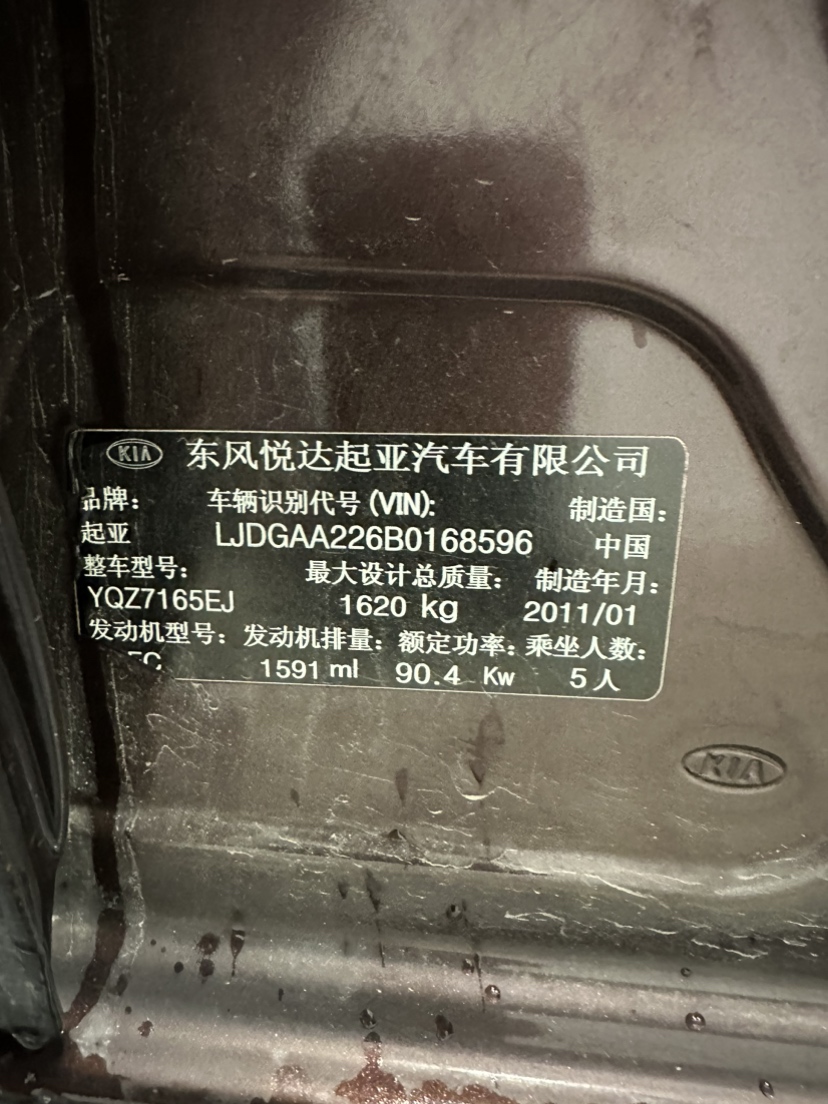 KIA 东风悦达起亚汽车有限公司
品牌: 车辆识别代号 (VIN): 制造国:
起亚 LJDGAA226B0168596 中国
整车型号: 最大设计总质量: 制造年月:
YQZ7165EJ 1620 kg 2011/01
发动机型号: 发动机排量: 额定功率: 乘坐人数:
1591 ml 90.4 Kw 5人
KIA